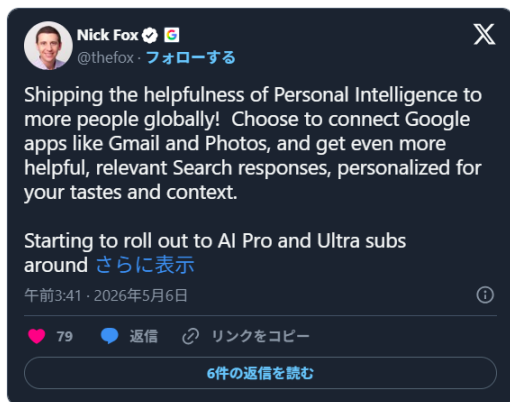 Nick Fox
@thefox · フォローする
Shipping the helpfulness of Personal Intelligence to
more people globally!  Choose to connect Google
apps like Gmail and Photos, and get even more
helpful, relevant Search responses, personalized for
your tastes and context.
Starting to roll out to AI Pro and Ultra subs
around さらに表示
午前3:41 · 2026年5月6日
79 返信 リンクをコピー
6件の返信を読む